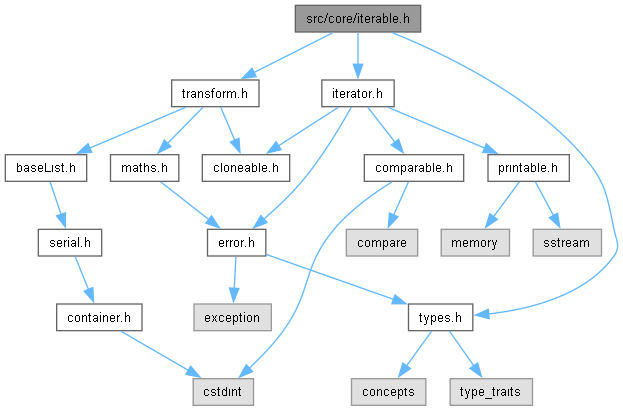 src/core/iterable.h
transform.h
iterator.h
baseList.h
maths.h
cloneable.h
comparable.h
printable.h
serial.h
error.h
compare
memory
sstream
container.h
exception
types.h
cstdint
concepts
type_traits